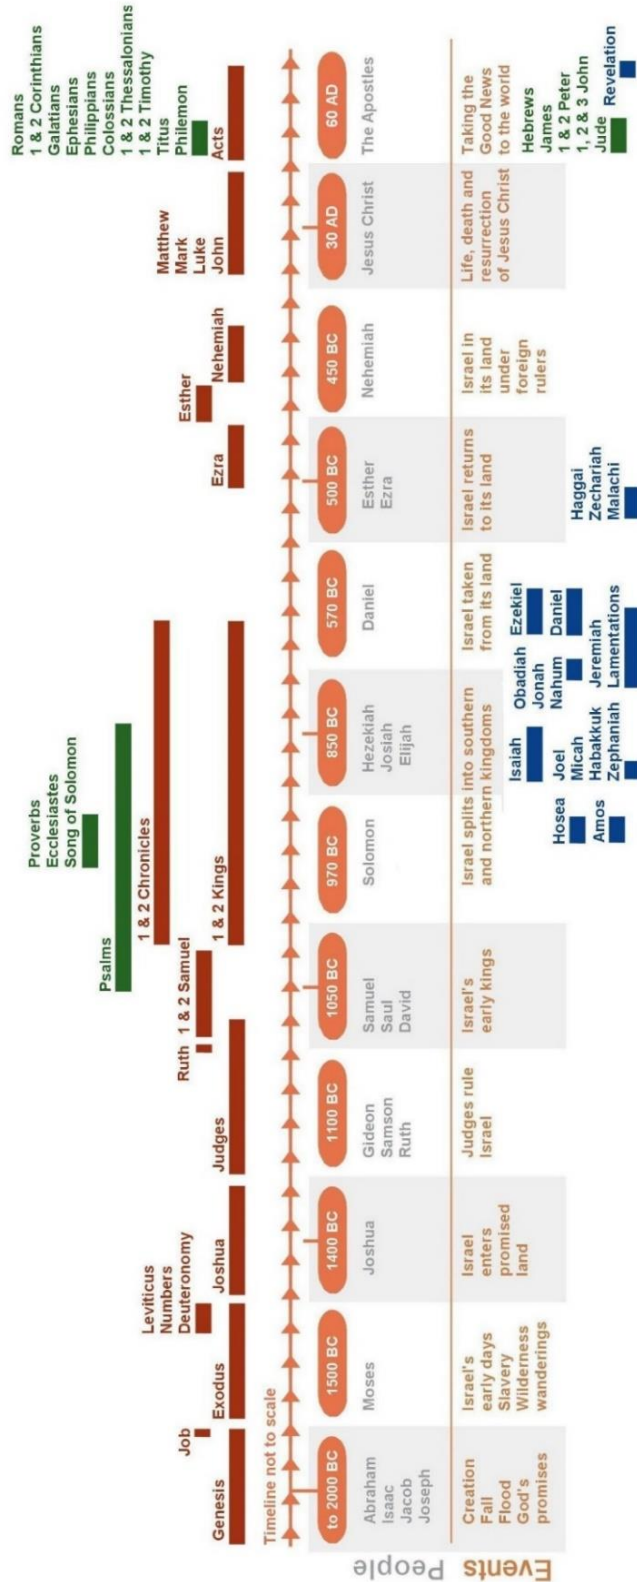 Proverbs
Ecclesiastes
Song of Solomon
Romans
1 & 2 Corinthians
Galatians
Ephesians
Philippians
Colossians
1 & 2 Thessalonians
1 & 2 Timothy
Titus
Philemon
Psalms
Leviticus
Numbers
Deuteronomy
1 & 2 Chronicles
Matthew
Mark
Luke
John
Job
Ruth
1 & 2 Samuel
Esther
Genesis
Exodus
Joshua
Judges
1 & 2 Kings
Ezra
Nehemiah
Acts
Timeline not to scale
to 2000 BC
1500 BC
1400 BC
1100 BC
1050 BC
970 BC
850 BC
570 BC
500 BC
450 BC
30 AD
60 AD
People
Abraham
Isaac
Jacob
Joseph
Moses
Joshua
Gideon
Samson
Ruth
Samuel
Saul
David
Solomon
Hezekiah
Josiah
Elijah
Daniel
Esther
Ezra
Nehemiah
Jesus Christ
The Apostles
Events
Creation
Fall
Flood
God's
promises
Israel's
early days
Slavery
Wilderness
wanderings
Israel
enters
promised
land
Judges rule
Israel
Israel's
early kings
Israel splits into southern
and northern kingdoms
Israel taken
from its land
Israel returns
to its land
Israel in
its land
under
foreign
rulers
Life, death and
resurrection
of Jesus Christ
Taking the
Good News
to the world
Hosea
Amos
Isaiah
Joel
Micah
Habakkuk
Zephaniah
Obadiah
Jonah
Nahum
Jeremiah
Lamentations
Ezekiel
Daniel
Haggai
Zechariah
Malachi
Hebrews
James
1 & 2 Peter
1, 2 & 3 John
Jude
Revelation